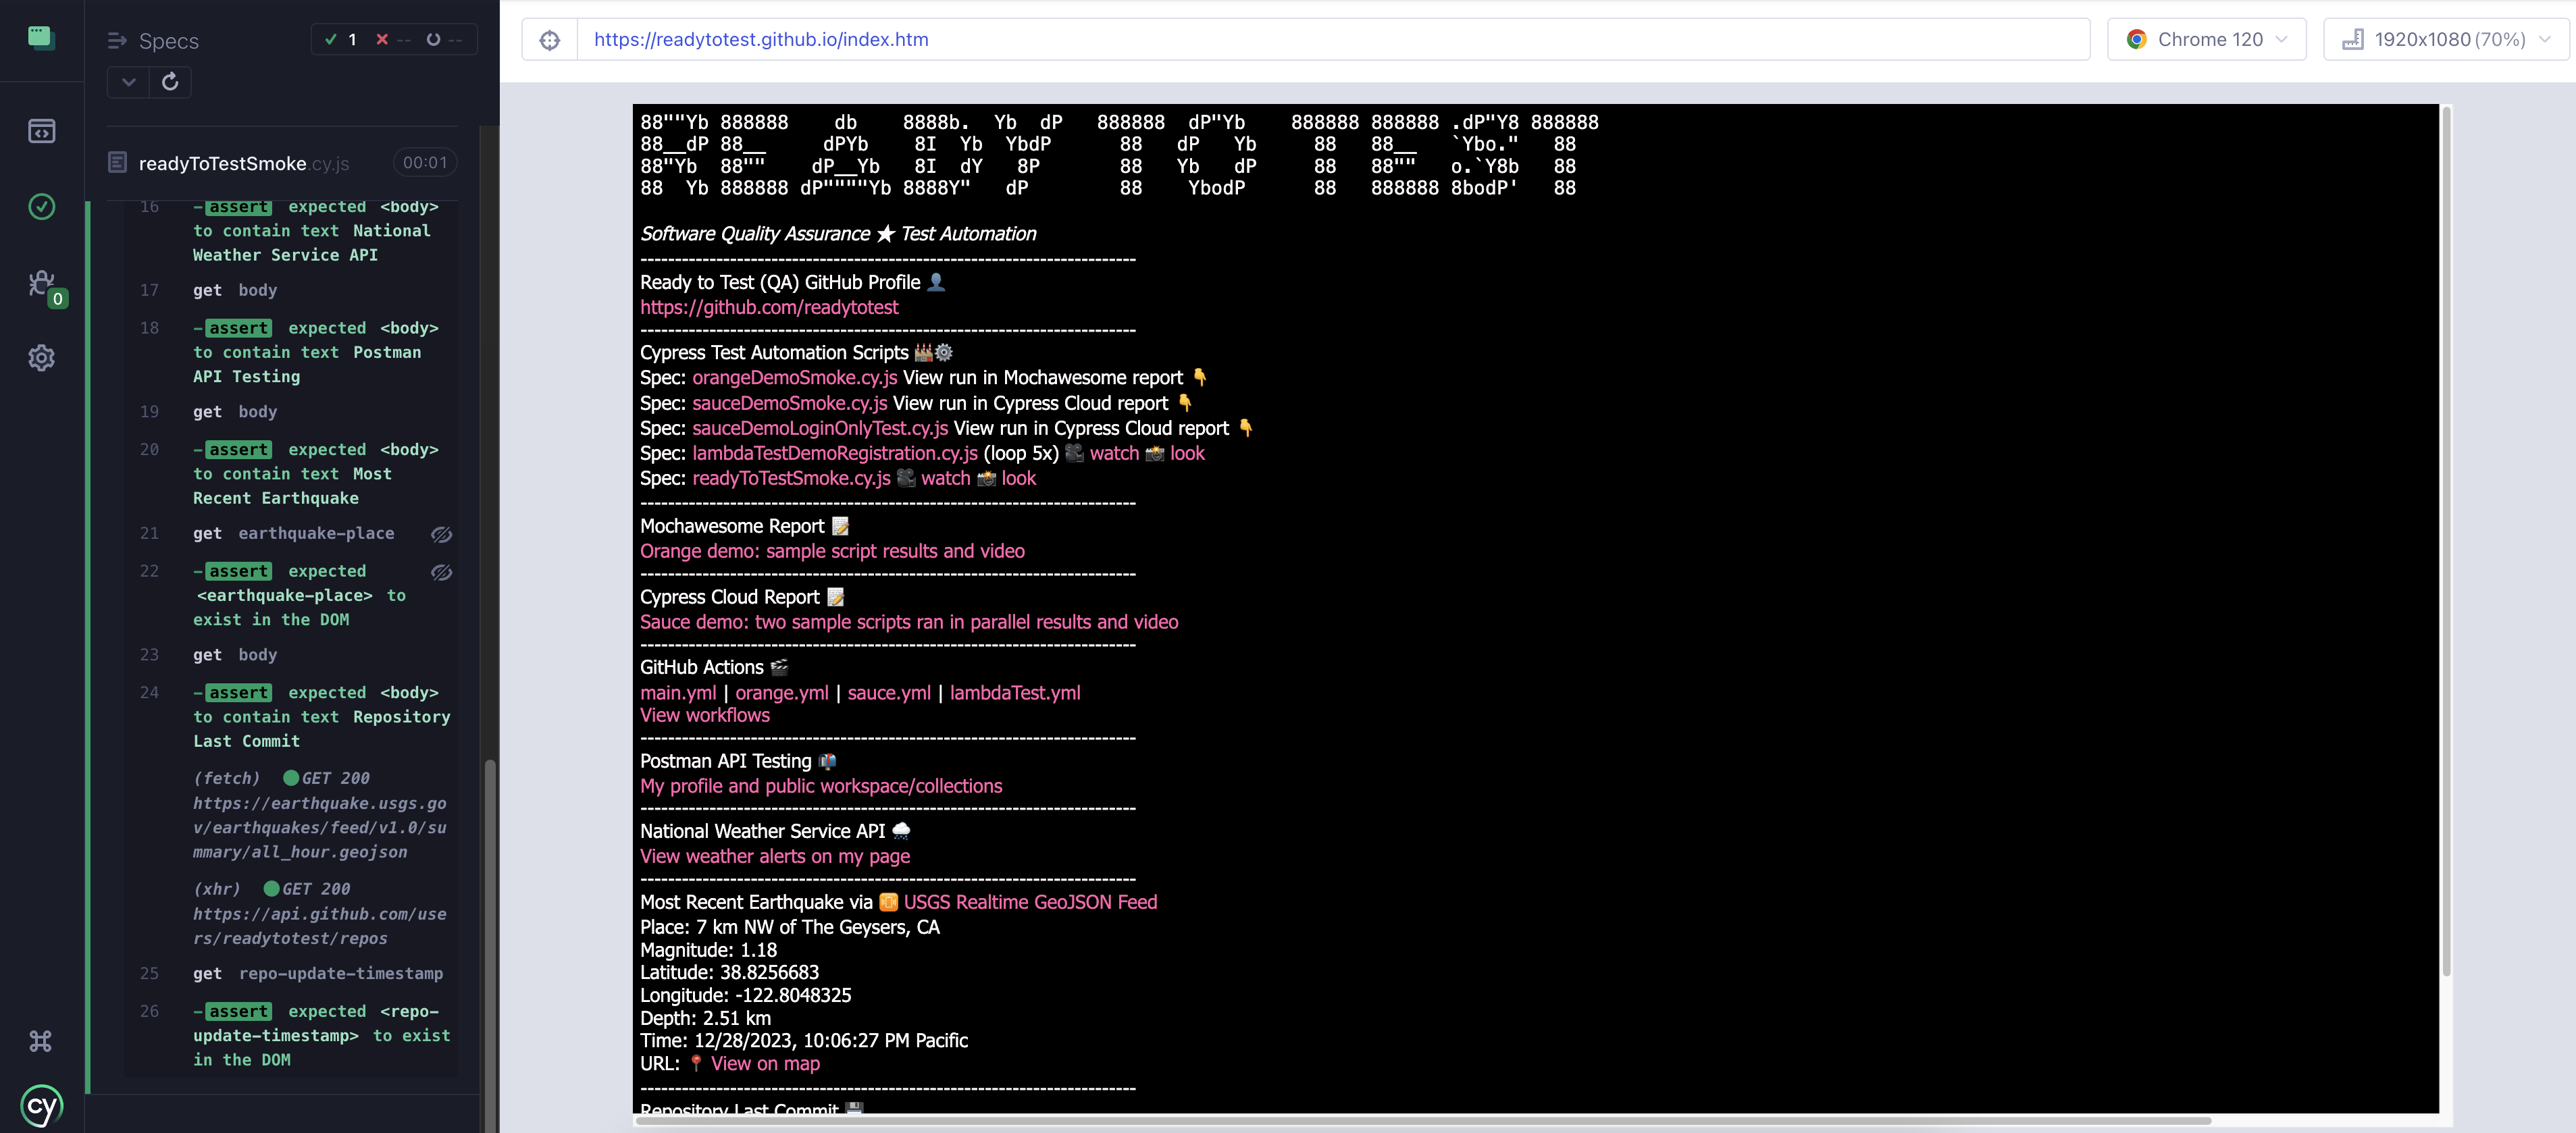 Specs
1 -- --
readyToTestSmoke.cy.js 00:01
16 -assert expected <body>
to contain text National
Weather Service API
17 get body
18 -assert expected <body>
to contain text Postman
API Testing
19 get body
20 -assert expected <body>
to contain text Most
Recent Earthquake
21 get earthquake-place
22 -assert expected
<earthquake-place> to
exist in the DOM
23 get body
24 -assert expected <body>
to contain text Repository
Last Commit
(fetch) GET 200
https://earthquake.usgs.go
v/earthquakes/feed/v1.0/su
mmary/all_hour.geojson
(xhr) GET 200
https://api.github.com/use
rs/readytotest/repos
25 get repo-update-timestamp
26 -assert expected <repo-
update-timestamp> to exist
in the DOM
0
cy
https://readytotest.github.io/index.htm
Chrome 120
1920x1080 (70%)
88""Yb 888888    db    8888b.  Yb  dP   888888  dP"Yb    888888 888888 .dP"Y8 888888
88__dP 88__     dPYb    8I  Yb  YbdP      88   dP   Yb     88   88__   `Ybo."   88
88"Yb  88""    dP__Yb   8I  dY   8P       88   Yb   dP     88   88""   o.`Y8b   88
88  Yb 888888 dP""""Yb 8888Y"   dP        88    YbodP      88   888888 8bodP'   88
Software Quality Assurance ★ Test Automation
Ready to Test (QA) GitHub Profile 👤
https://github.com/readytotest
Cypress Test Automation Scripts 🏭⚙️
Spec: orangeDemoSmoke.cy.js View run in Mochawesome report 👇
Spec: sauceDemoSmoke.cy.js View run in Cypress Cloud report 👇
Spec: sauceDemoLoginOnlyTest.cy.js View run in Cypress Cloud report 👇
Spec: lambdaTestDemoRegistration.cy.js (loop 5x) 🎥 watch 📸 look
Spec: readyToTestSmoke.cy.js 🎥 watch 📸 look
Mochawesome Report 📝
Orange demo: sample script results and video
Cypress Cloud Report 📝
Sauce demo: two sample scripts ran in parallel results and video
GitHub Actions 🎬
main.yml | orange.yml | sauce.yml | lambdaTest.yml
View workflows
Postman API Testing 📬
My profile and public workspace/collections
National Weather Service API 🌧️
View weather alerts on my page
Most Recent Earthquake via USGS Realtime GeoJSON Feed
Place: 7 km NW of The Geysers, CA
Magnitude: 1.18
Latitude: 38.8256683
Longitude: -122.8048325
Depth: 2.51 km
Time: 12/28/2023, 10:06:27 PM Pacific
URL: 📍 View on map
Repository Last Commit 💾